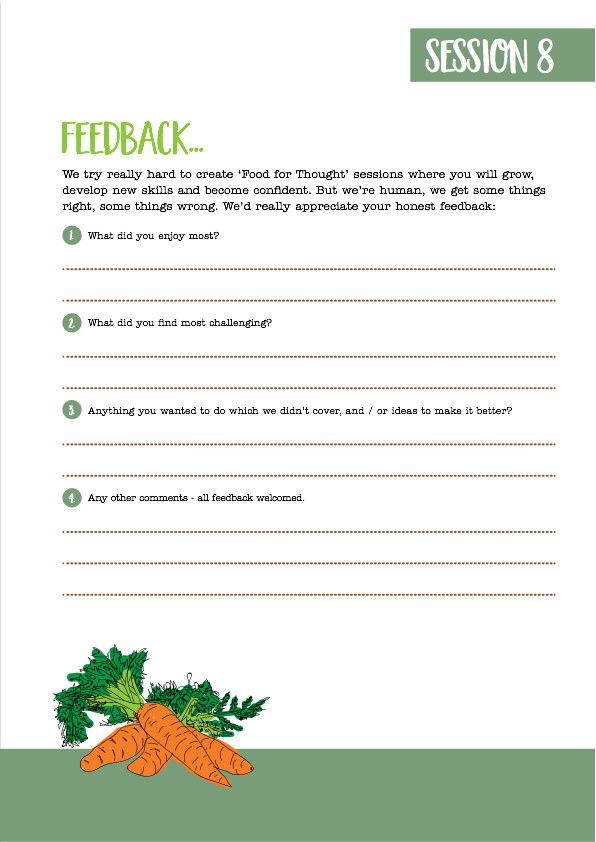 SESSION 8
FEEDBACK...
We try really hard to create ‘Food for Thought’ sessions where you will grow,
develop new skills and become confident. But we’re human, we get some things
right, some things wrong. We’d really appreciate your honest feedback:
1. What did you enjoy most?
2. What did you find most challenging?
3. Anything you wanted to do which we didn’t cover, and / or ideas to make it better?
4. Any other comments - all feedback welcomed.